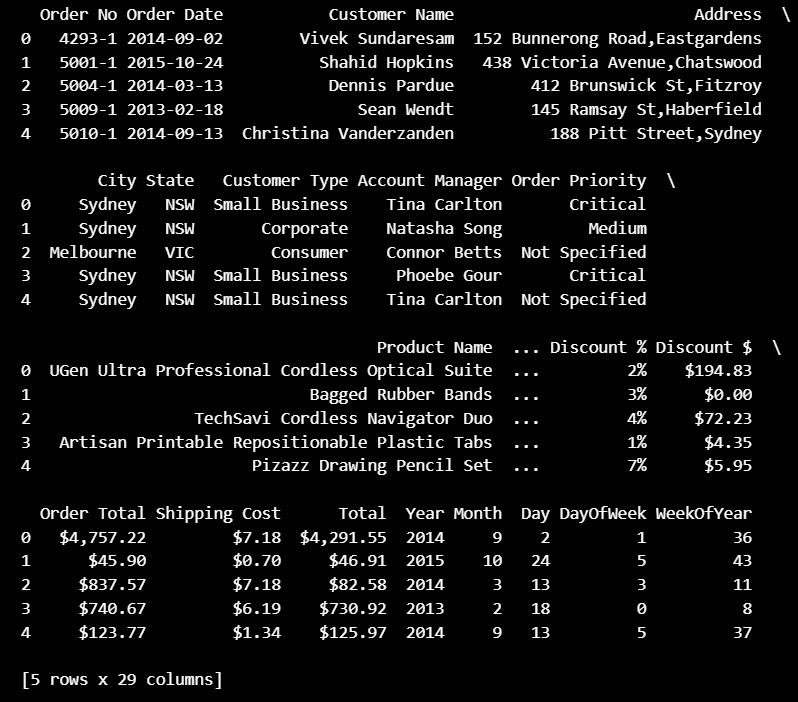 Order No Order Date         Customer Name                         Address  \
0   4293-1 2014-09-02      Vivek Sundaresam  152 Bunnerong Road,Eastgardens
1   5001-1 2015-10-24        Shahid Hopkins   438 Victoria Avenue,Chatswood
2   5004-1 2014-03-13         Dennis Pardue        412 Brunswick St,Fitzroy
3   5009-1 2013-02-18            Sean Wendt        145 Ramsay St,Haberfield
4   5010-1 2014-09-13  Christina Vanderzanden          188 Pitt Street,Sydney

        City State   Customer Type Account Manager Order Priority  \
0     Sydney   NSW  Small Business    Tina Carlton       Critical
1     Sydney   NSW       Corporate    Natasha Song         Medium
2  Melbourne   VIC        Consumer    Connor Betts  Not Specified
3     Sydney   NSW  Small Business     Phoebe Gour       Critical
4     Sydney   NSW  Small Business    Tina Carlton  Not Specified

                                    Product Name  ... Discount % Discount $  \
0  UGen Ultra Professional Cordless Optical Suite  ...         2%    $194.83
1                             Bagged Rubber Bands  ...         3%      $0.00
2                 TechSavi Cordless Navigator Duo  ...         4%     $72.23
3   Artisan Printable Repositionable Plastic Tabs  ...         1%      $4.35
4                       Pizazz Drawing Pencil Set  ...         7%      $5.95

  Order Total Shipping Cost      Total  Year Month  Day DayOfWeek WeekOfYear
0   $4,757.22         $7.18  $4,291.55  2014     9    2         1         36
1      $45.90         $0.70     $46.91  2015    10   24         5         43
2     $837.57         $7.18     $82.58  2014     3   13         3         11
3     $740.67         $6.19    $730.92  2013     2   18         0          8
4     $123.77         $1.34    $125.97  2014     9   13         5         37

[5 rows x 29 columns]